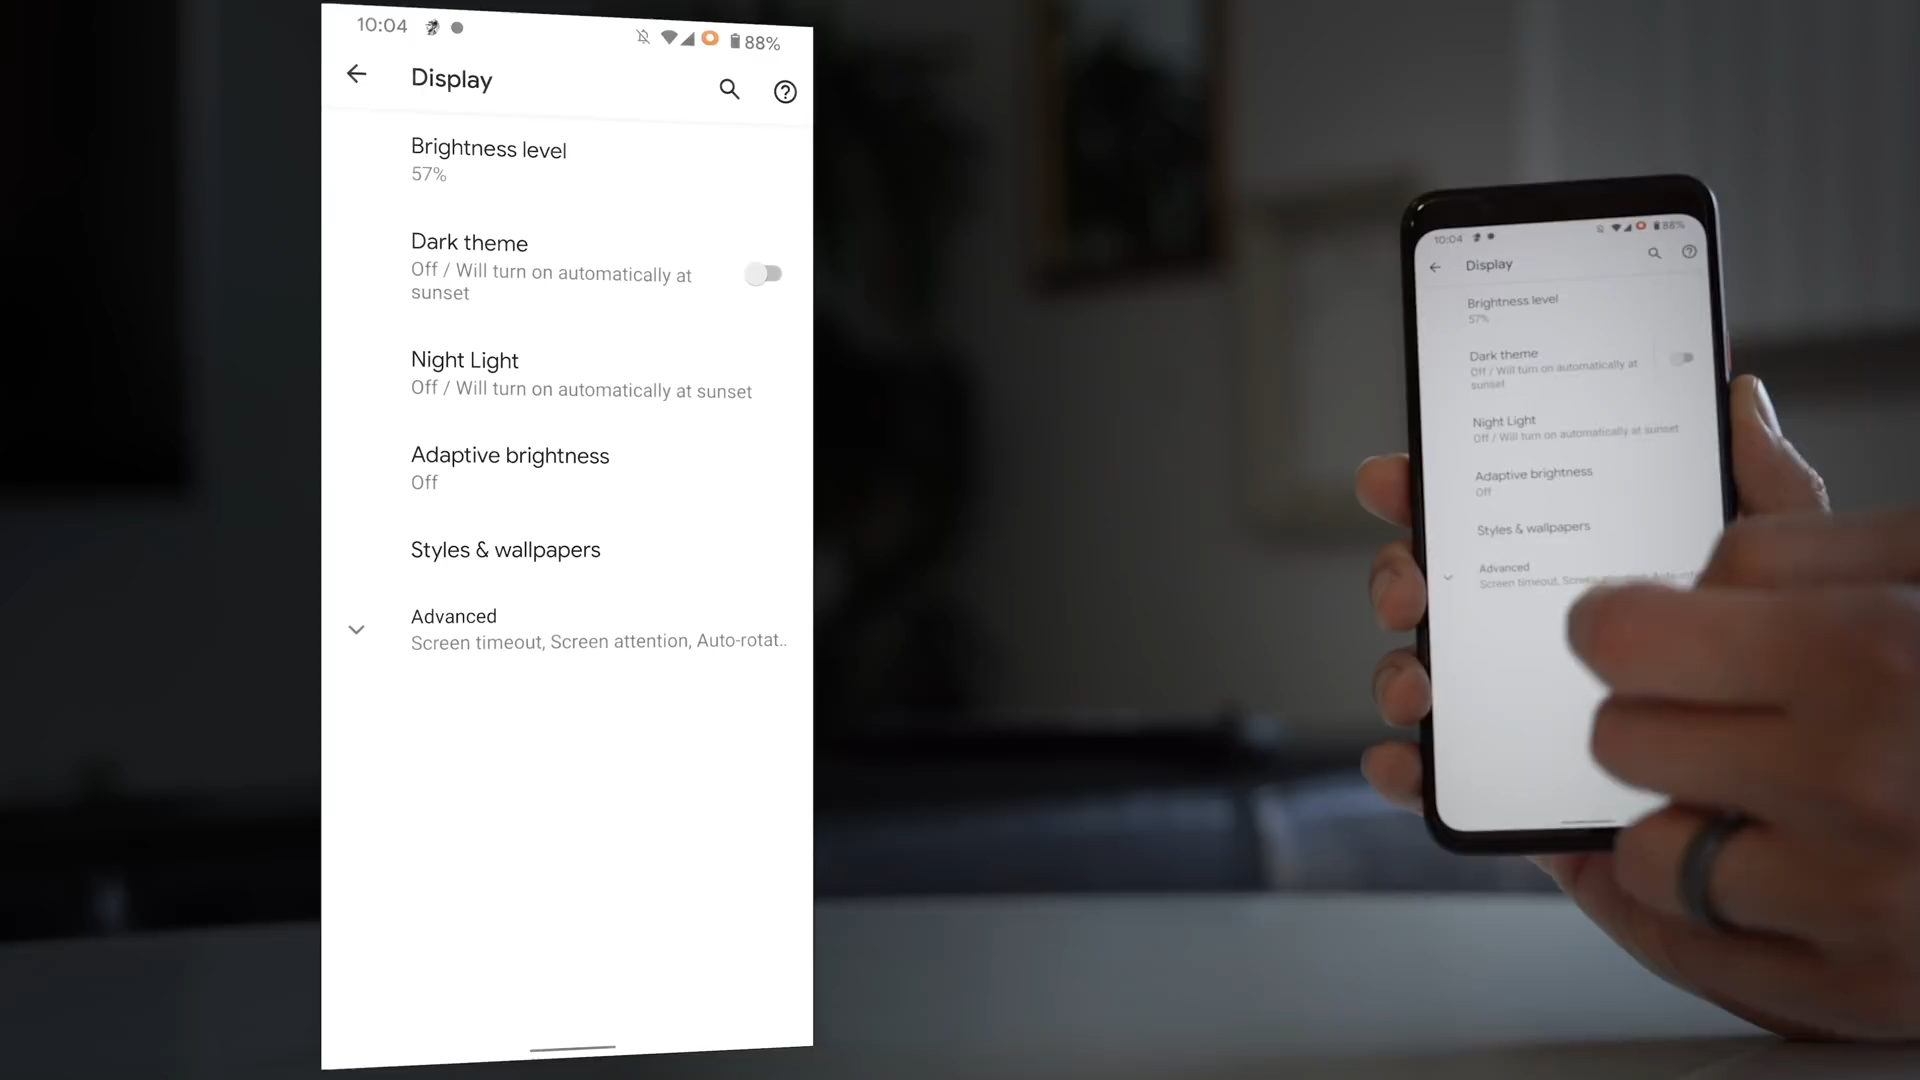 10:04
88%
Display
Brightness level
57%
Dark theme
Off / Will turn on automatically at
sunset
Night Light
Off / Will turn on automatically at sunset
Adaptive brightness
Off
Styles & wallpapers
Advanced
Screen timeout, Screen attention, Auto-rotat..
10:04
88%
Display
Brightness level
57%
Dark theme
Off / Will turn on automatically at
sunset
Night Light
Off / Will turn on automatically at sunset
Adaptive brightness
Off
Styles & wallpapers
Advanced
Screen timeout,